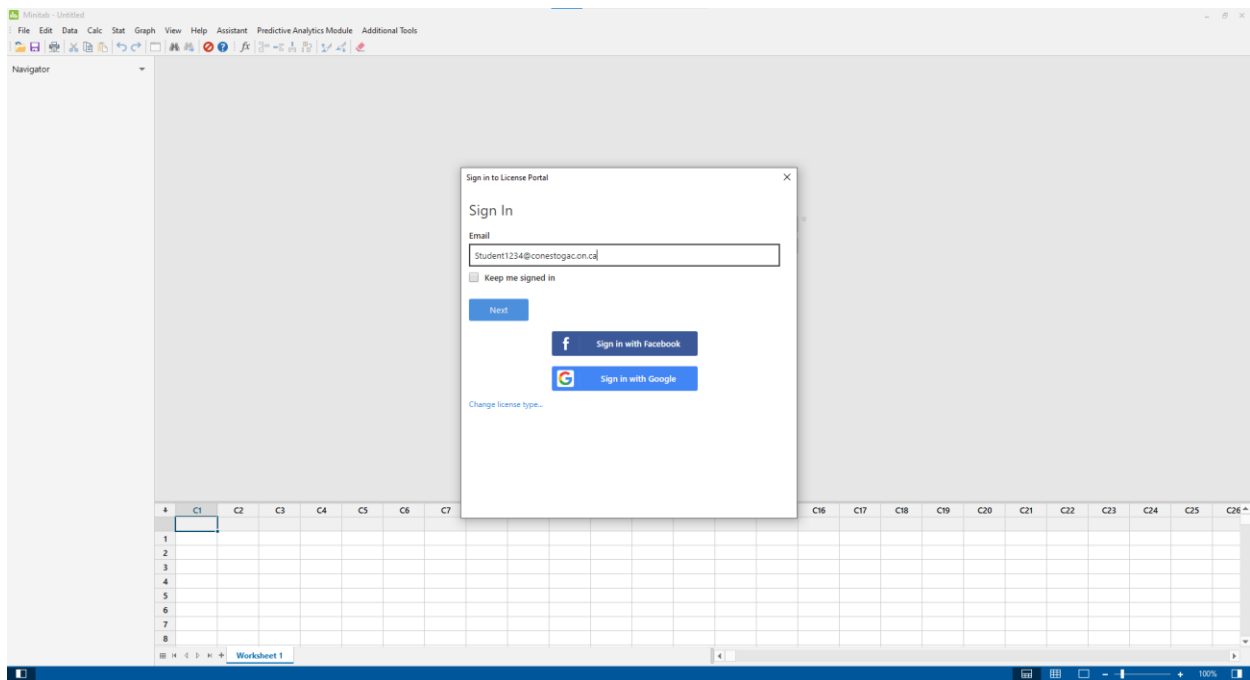 Minitab - Untitled
File Edit Data Calc Stat Graph View Help Assistant Predictive Analytics Module Additional Tools
fx
Navigator
Sign in to License Portal
Sign In
Email
Student1234@conestogac.on.ca
Keep me signed in
Next
f Sign in with Facebook
G Sign in with Google
Change license type...
C1 C2 C3 C4 C5 C6 C7 C16 C17 C18 C19 C20 C21 C22 C23 C24 C25 C26
1
2
3
4
5
6
7
8
Worksheet 1
100%